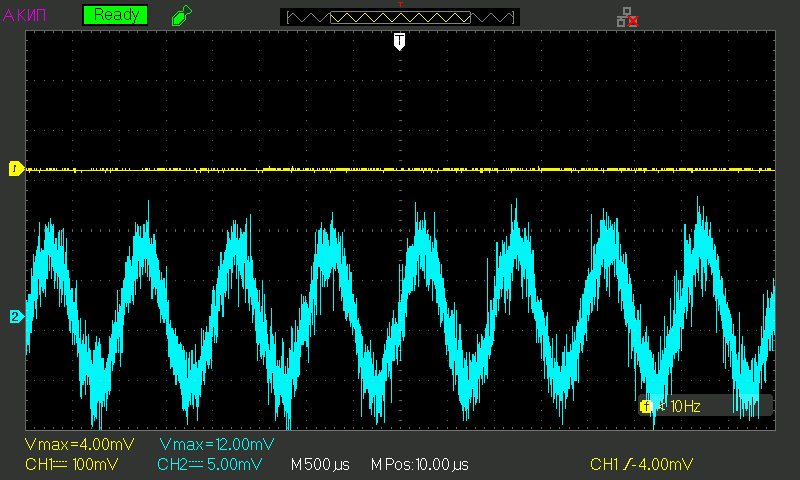 АКИП Ready
T
1
2
f < 10Hz
Vmax=4.00mV Vmax=12.00mV
CH1 100mV CH2 5.00mV M 500µs M Pos:10.00µs CH1 -4.00mV